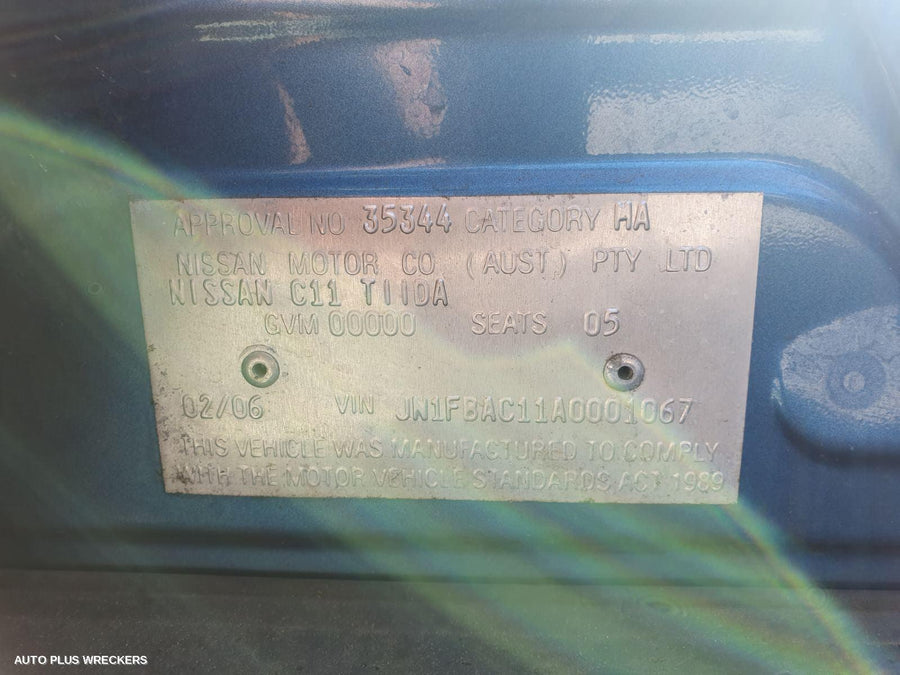 APPROVAL NO 35344 CATEGORY MA
NISSAN MOTOR CO (AUST) PTY LTD
NISSAN C11 TIIDA
GVM 00000 SEATS 05
02/06 VIN JN1FBAC11A0001067
THIS VEHICLE WAS MANUFACTURED TO COMPLY
WITH THE MOTOR VEHICLE STANDARDS ACT 1989
AUTO PLUS WRECKERS